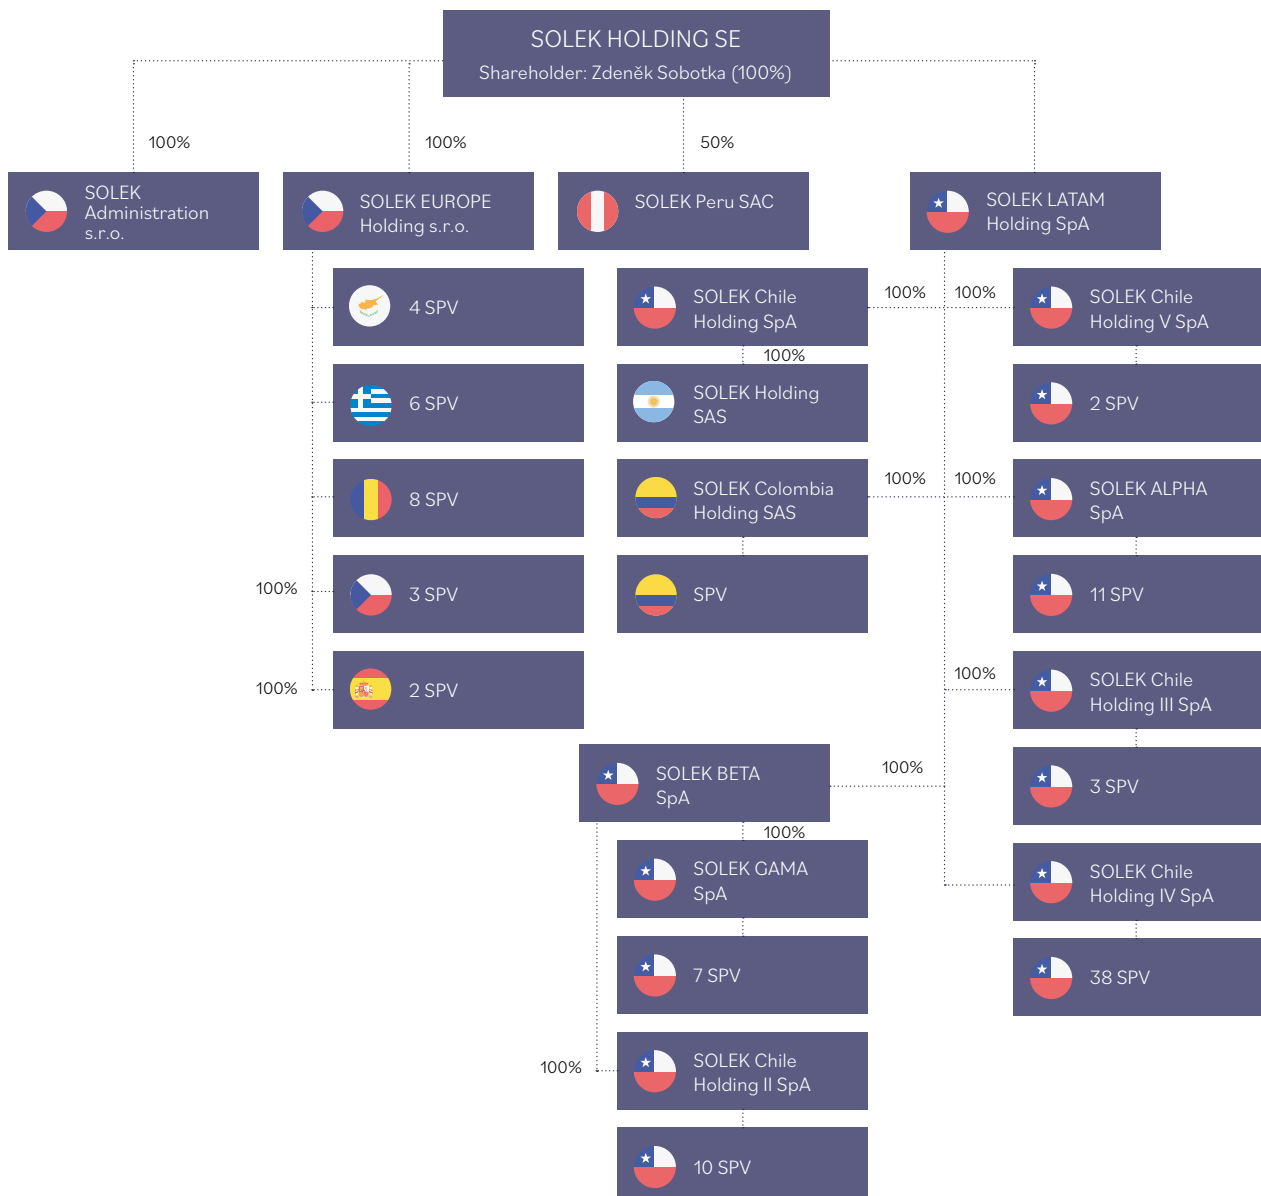 SOLEK HOLDING SE
Shareholder: Zdeněk Sobotka (100%)
100%
100%
50%
SOLEK
Administration
s.r.o.
SOLEK EUROPE
Holding s.r.o.
SOLEK Peru SAC
SOLEK LATAM
Holding SpA
4 SPV
SOLEK Chile
Holding SpA
100%
100%
SOLEK Chile
Holding V SpA
100%
6 SPV
SOLEK Holding
SAS
2 SPV
8 SPV
SOLEK Colombia
Holding SAS
100%
100%
SOLEK ALPHA
SpA
100%
3 SPV
SPV
11 SPV
100%
2 SPV
100%
SOLEK Chile
Holding III SpA
SOLEK BETA
SpA
100%
3 SPV
100%
SOLEK GAMA
SpA
SOLEK Chile
Holding IV SpA
7 SPV
38 SPV
100%
SOLEK Chile
Holding II SpA
10 SPV